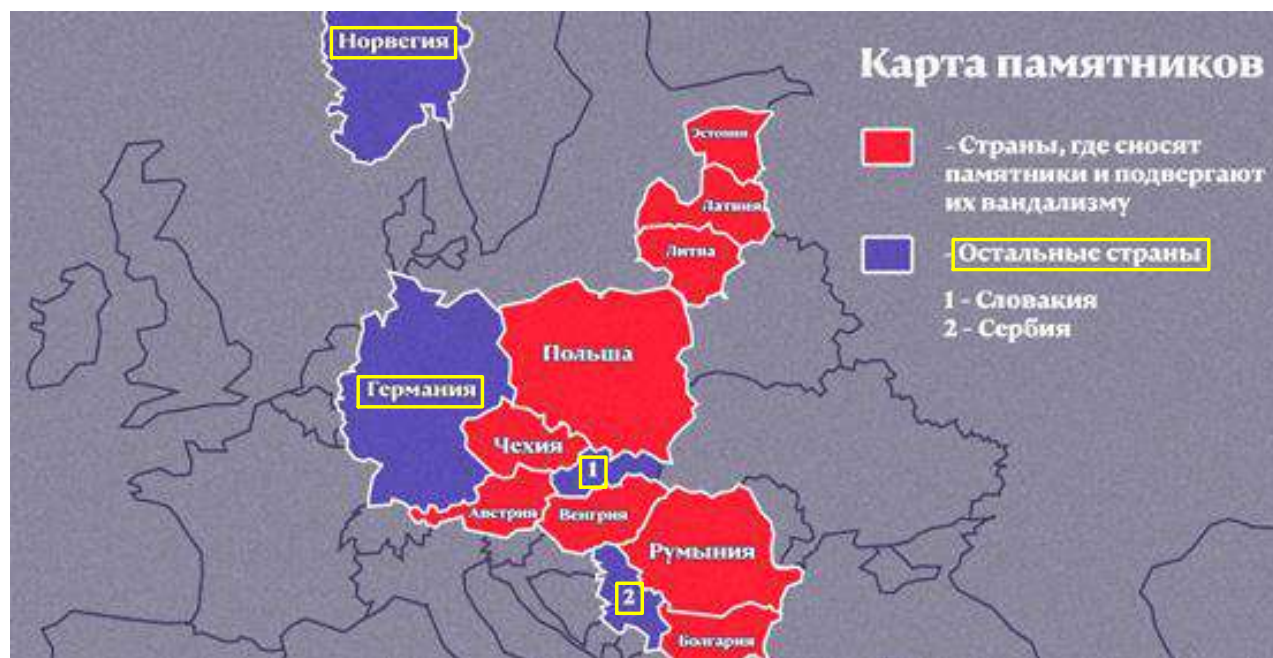 Норвегия
Карта памятников
Эстония
- Страны, где сносят
памятники и подвергают
их вандализму
Латвия
Литва
- Остальные страны
1 - Словакия
2 - Сербия
Польша
Германия
Чехия
1
Австрия
Венгрия
Румыния
2
Болгария